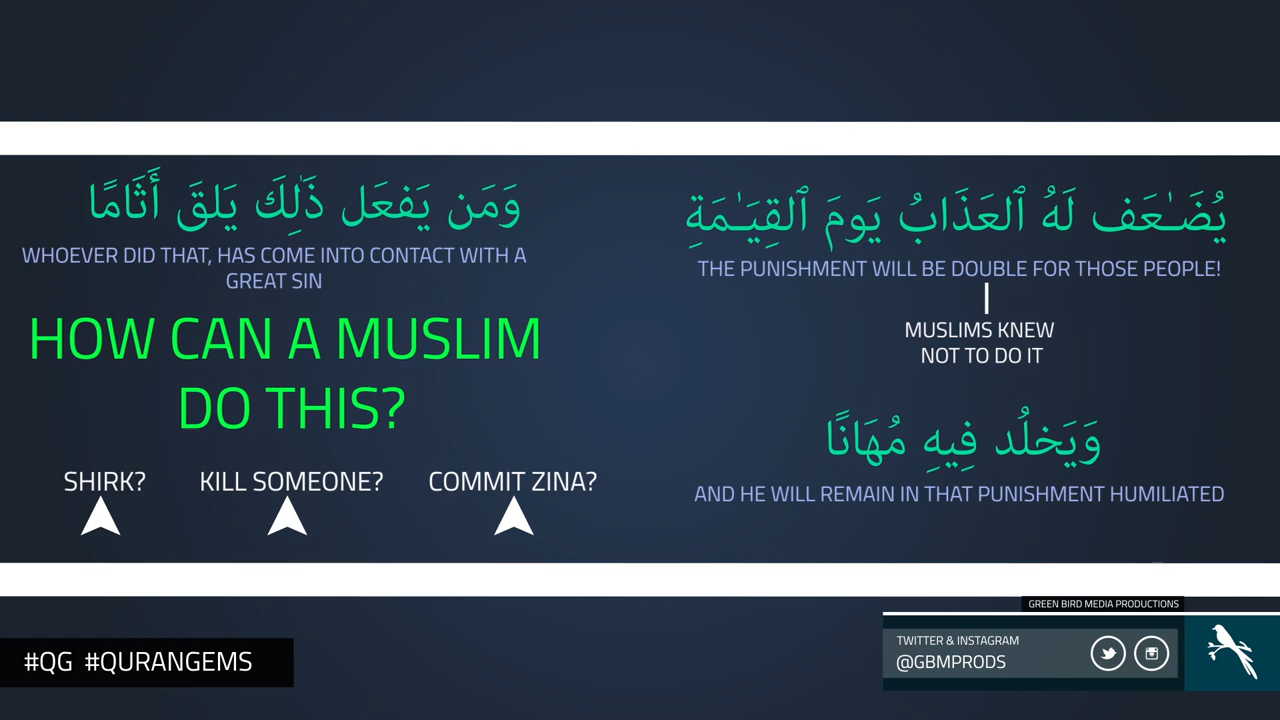 وَمَن يَفعَل ذَٰلِكَ يَلقَ أَثَامًا
WHOEVER DID THAT, HAS COME INTO CONTACT WITH A
GREAT SIN
HOW CAN A MUSLIM
DO THIS?
SHIRK? KILL SOMEONE? COMMIT ZINA?
يُضَـٰعَف لَهُ ٱلعَذَابُ يَومَ ٱلقِيَـٰمَةِ
THE PUNISHMENT WILL BE DOUBLE FOR THOSE PEOPLE!
MUSLIMS KNEW
NOT TO DO IT
وَيَخلُد فِيهِ مُهَانًا
AND HE WILL REMAIN IN THAT PUNISHMENT HUMILIATED
GREEN BIRD MEDIA PRODUCTIONS
TWITTER & INSTAGRAM
@GBMPRODS
#QG #QURANGEMS